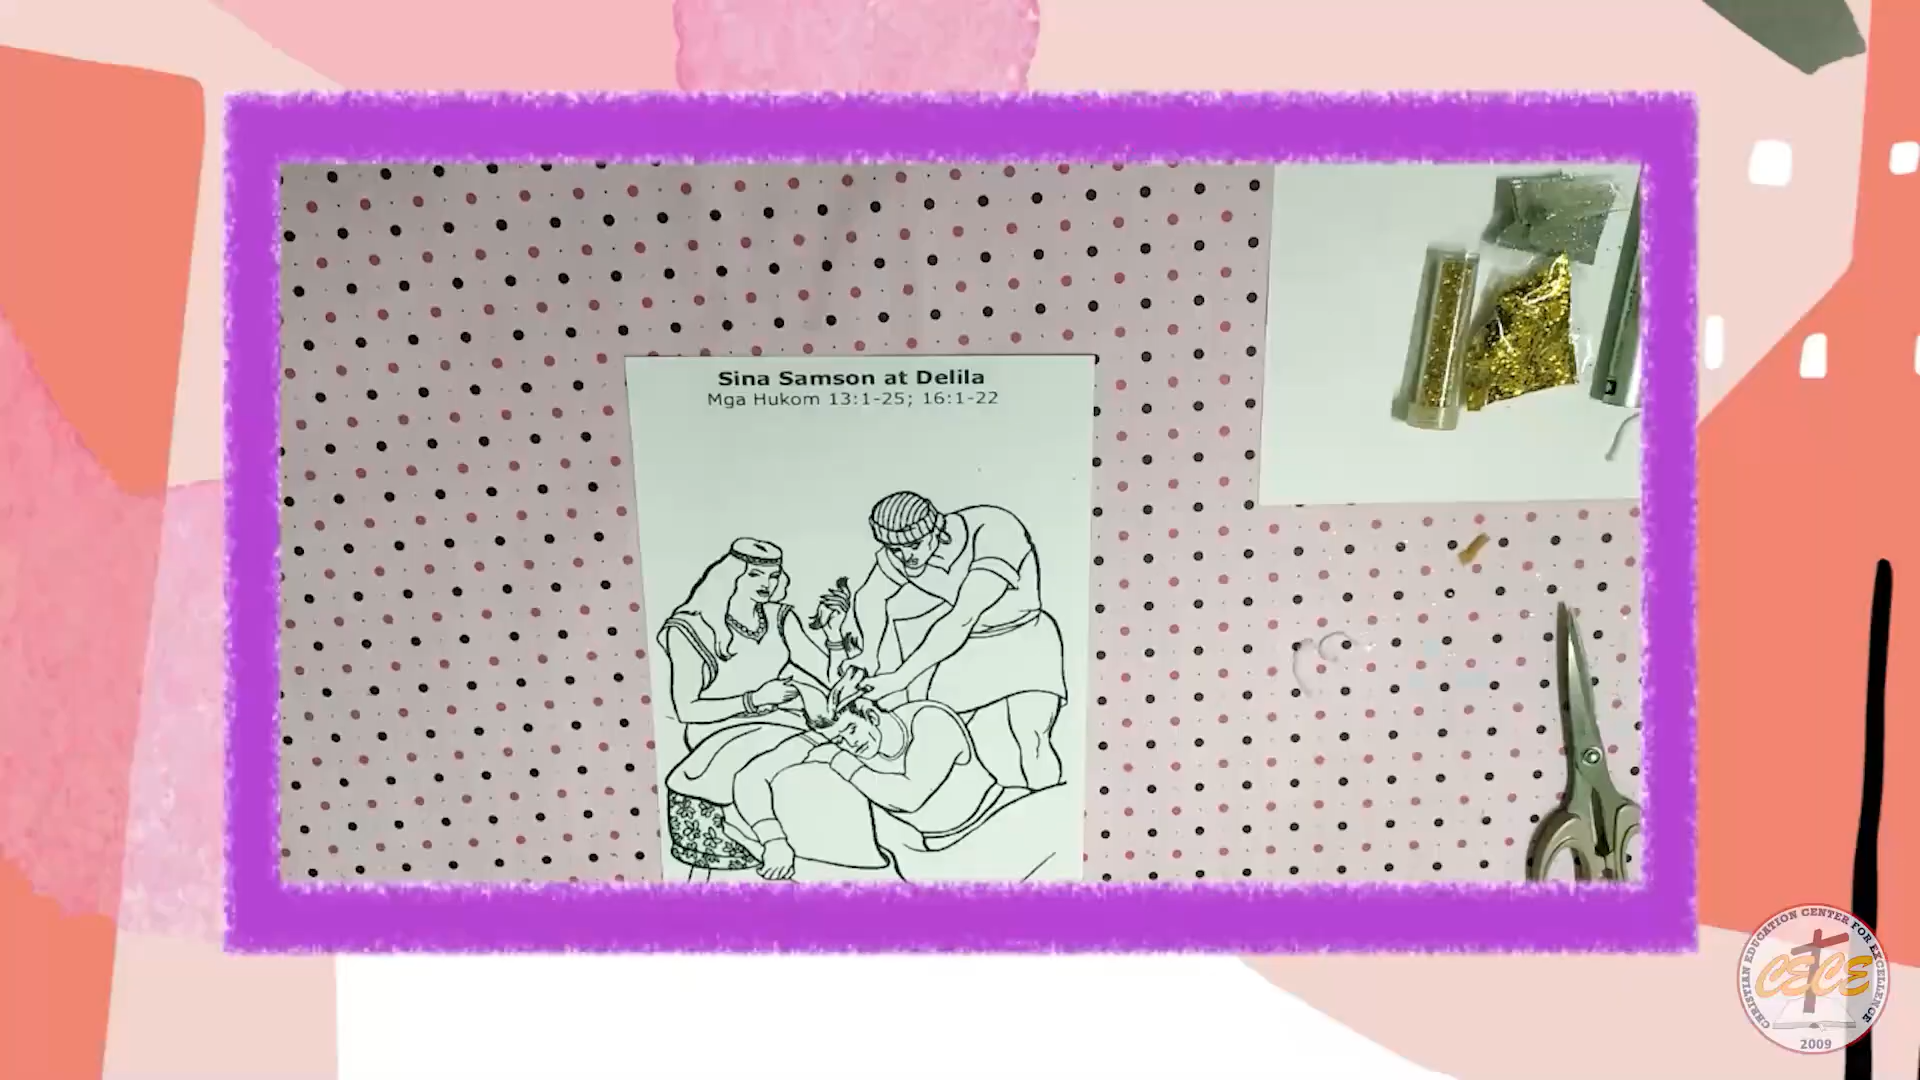 Sina Samson at Delila
Mga Hukom 13:1-25; 16:1-22
CHRISTIAN EDUCATION CENTER FOR EXCELLENCE
CECE
2009